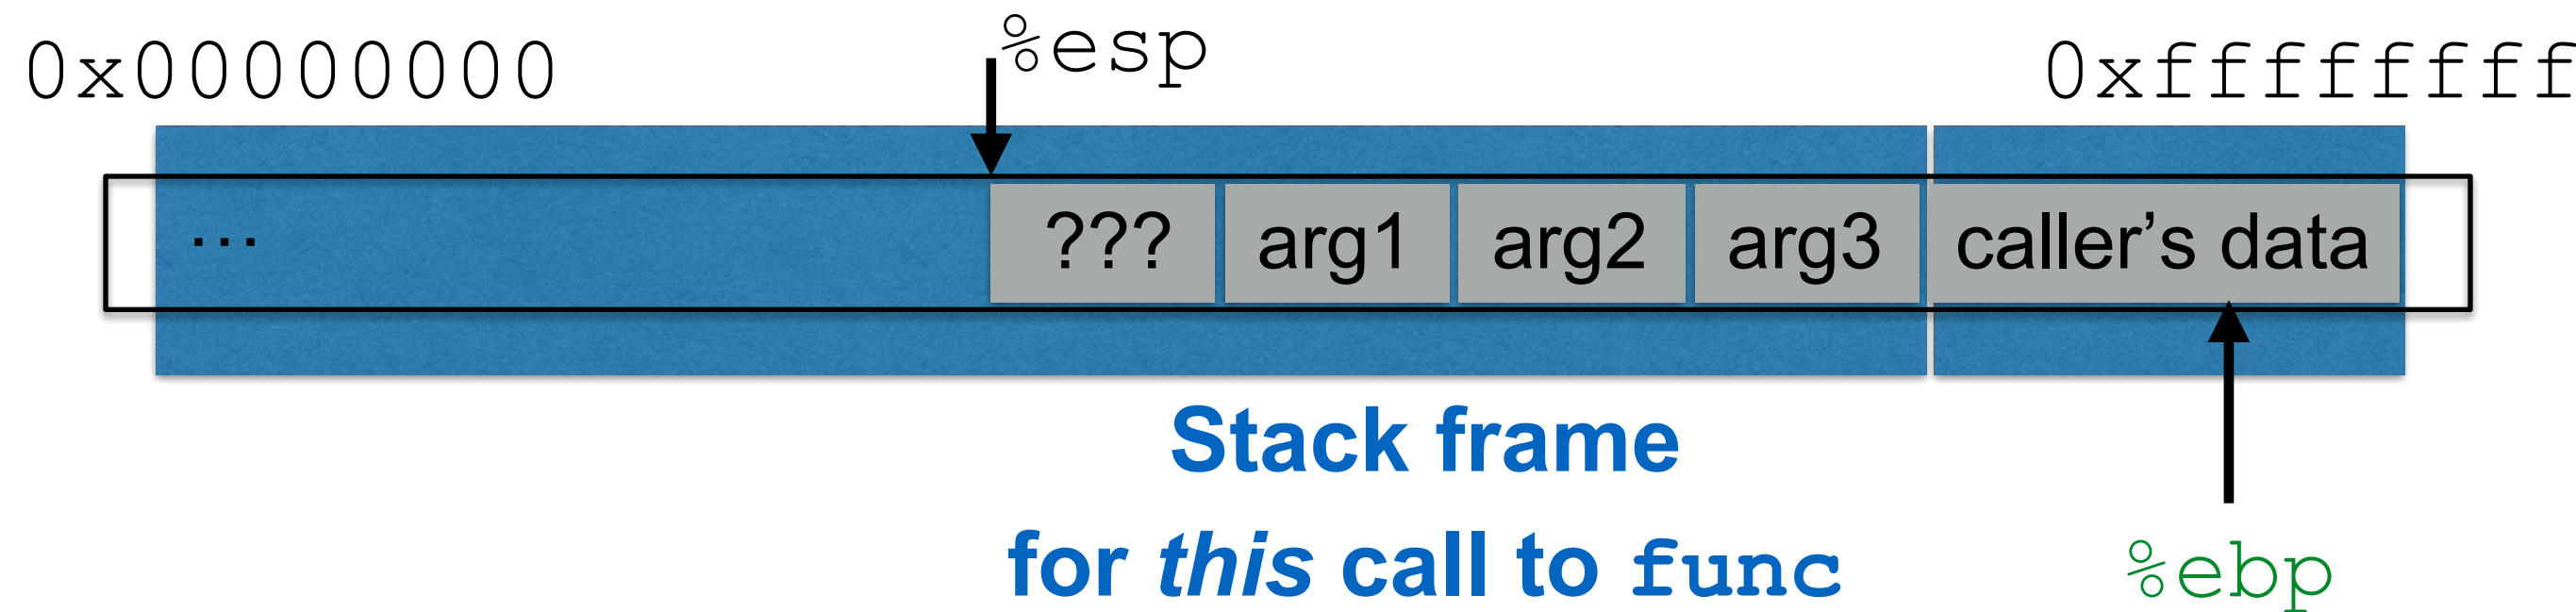 %esp
0x00000000 0xffffffff
... ??? arg1 arg2 arg3 caller’s data
Stack frame
for this call to func
%ebp